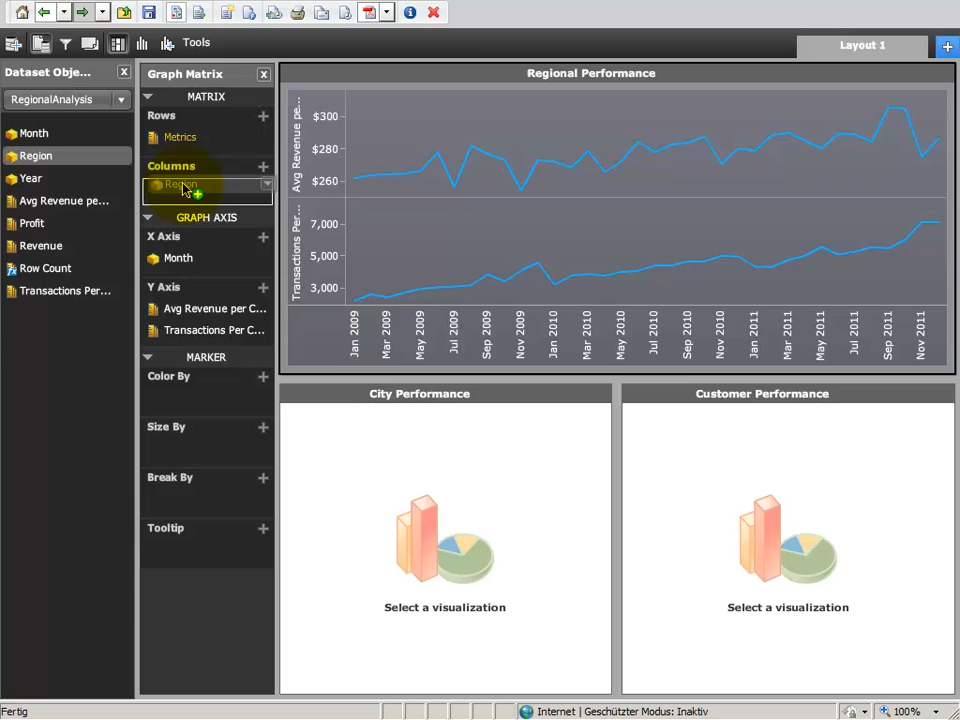 Tools
Layout 1
Dataset Obje...
RegionalAnalysis
Month
Region
Year
Avg Revenue pe...
Profit
Revenue
Row Count
Transactions Per...
Graph Matrix
MATRIX
Rows
Metrics
Columns
Region
GRAPH AXIS
X Axis
Month
Y Axis
Avg Revenue per C...
Transactions Per C...
MARKER
Color By
Size By
Break By
Tooltip
Regional Performance
Avg Revenue pe...
$300
$280
$260
Transactions Per...
7,000
5,000
3,000
Jan 2009
Mar 2009
May 2009
Jul 2009
Sep 2009
Nov 2009
Jan 2010
Mar 2010
May 2010
Jul 2010
Sep 2010
Nov 2010
Jan 2011
Mar 2011
May 2011
Jul 2011
Sep 2011
Nov 2011
City Performance
Select a visualization
Customer Performance
Select a visualization
Fertig
Internet | Geschützter Modus: Inaktiv
100%